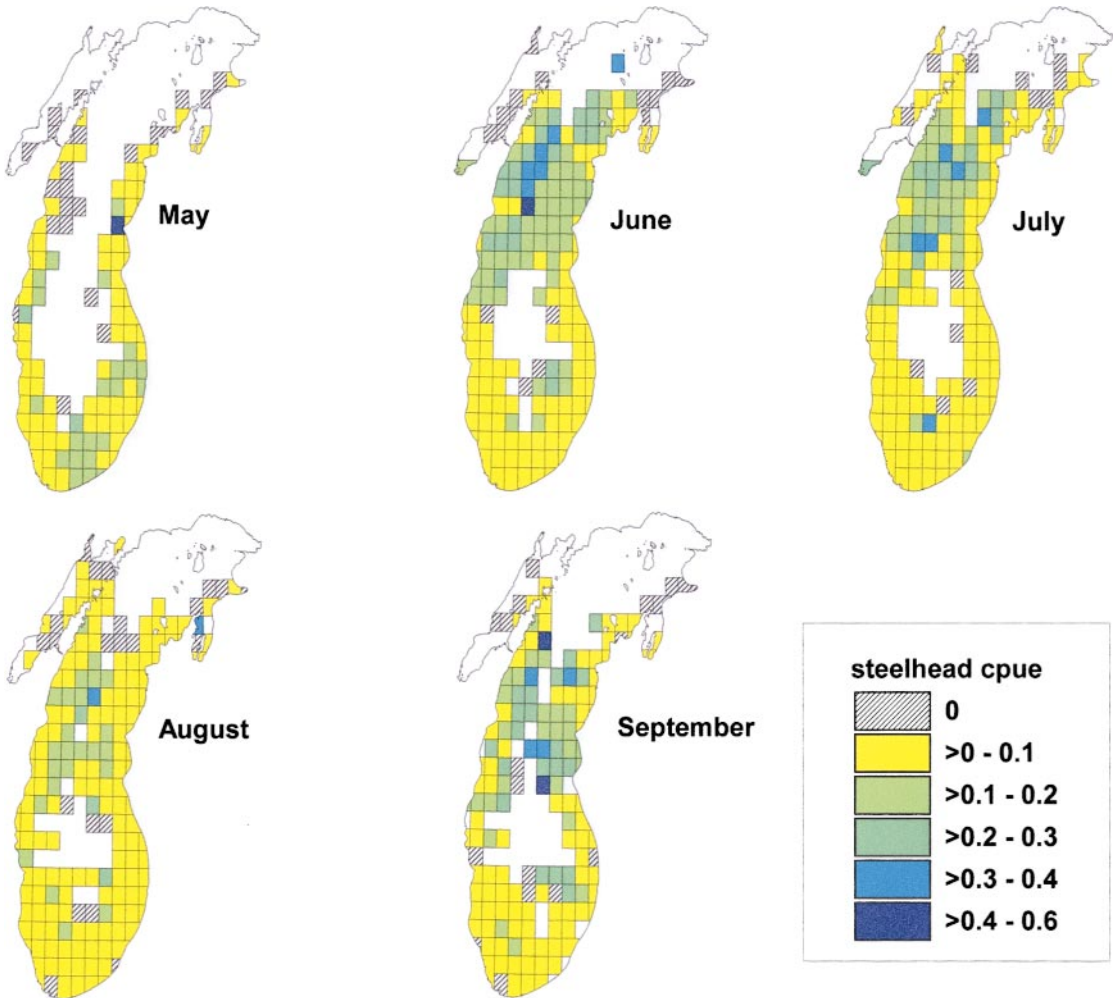 May
June
July
August
September
steelhead cpue
0
>0 - 0.1
>0.1 - 0.2
>0.2 - 0.3
>0.3 - 0.4
>0.4 - 0.6